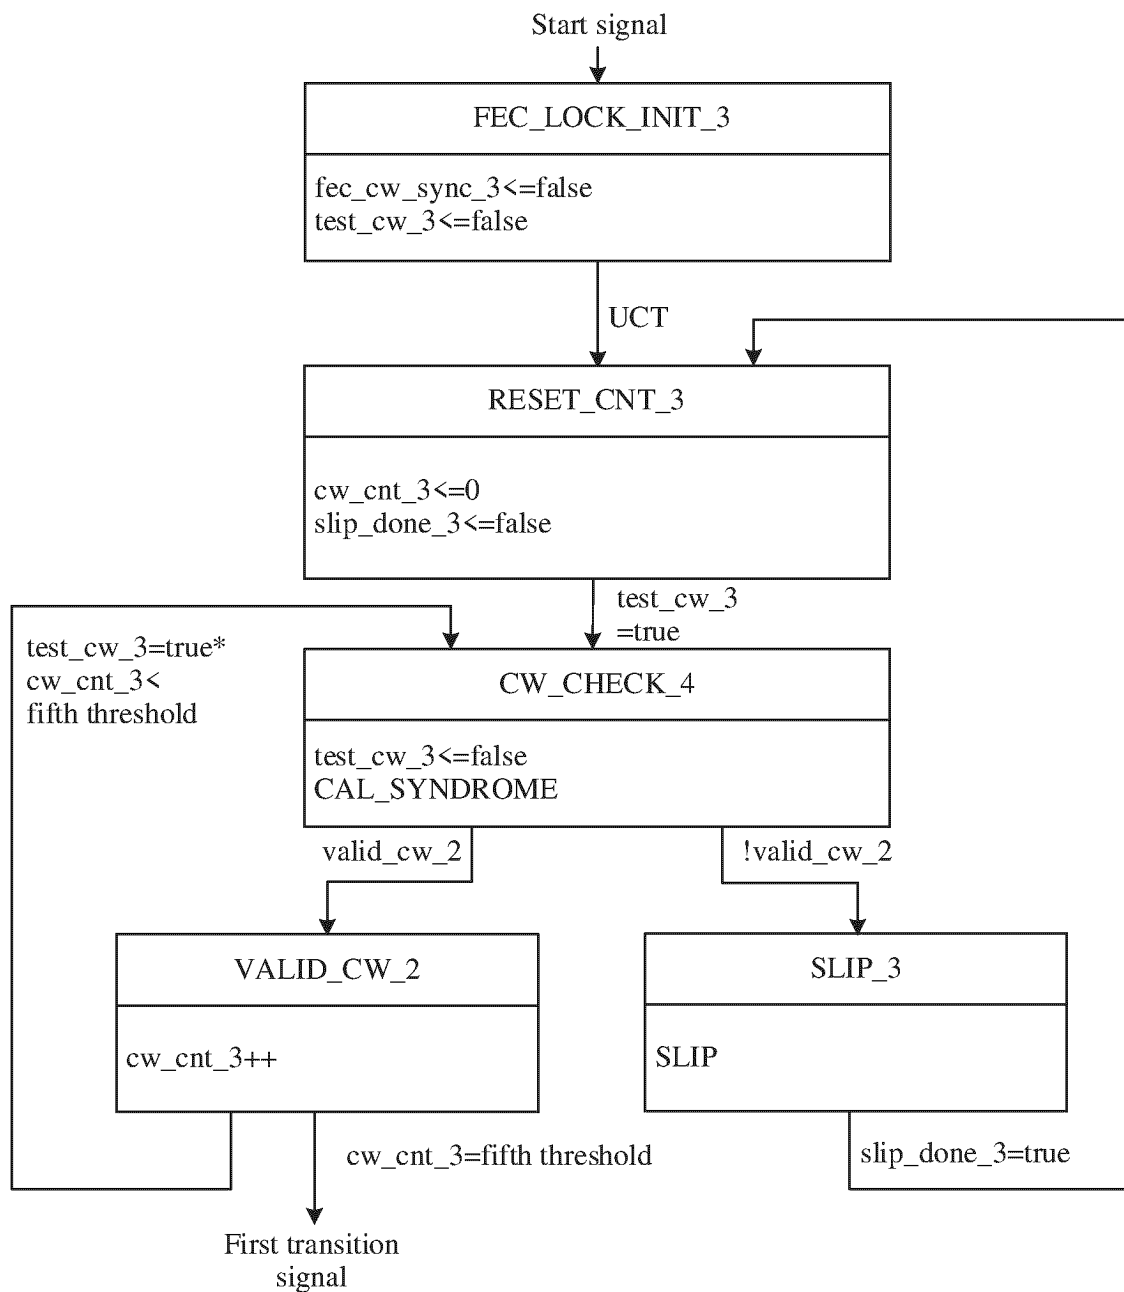 Start signal
FEC_LOCK_INIT_3
fec_cw_sync_3<=false
test_cw_3<=false
UCT
RESET_CNT_3
cw_cnt_3<=0
slip_done_3<=false
test_cw_3
=true
test_cw_3=true*
cw_cnt_3<
fifth threshold
CW_CHECK_4
test_cw_3<=false
CAL_SYNDROME
valid_cw_2
!valid_cw_2
VALID_CW_2
cw_cnt_3++
SLIP_3
SLIP
cw_cnt_3=fifth threshold
slip_done_3=true
First transition
signal